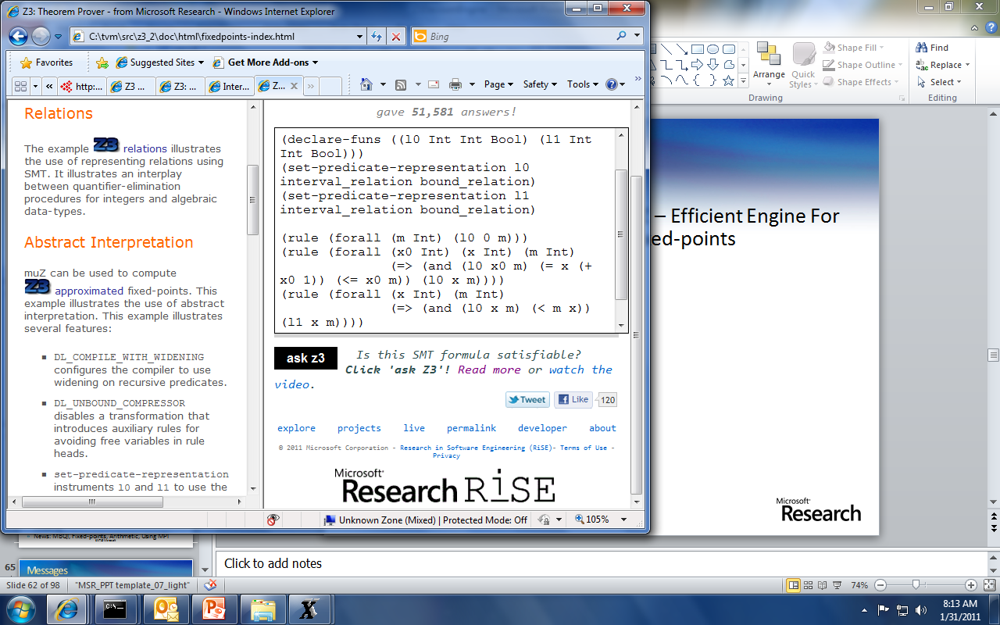 Z3: Theorem Prover - from Microsoft Research - Windows Internet Explorer
C:\tvm\src\z3_2\doc\html\fixedpoints-index.html
Bing
Favorites
Suggested Sites
Get More Add-ons
http:...
Z3 ...
Z3: ...
Inter...
Z...
Page
Safety
Tools
Relations
The example Z3 relations illustrates
the use of representing relations using
SMT. It illustrates an interplay
between quantifier-elimination
procedures for integers and algebraic
data-types.
Abstract Interpretation
muZ can be used to compute
Z3 approximated fixed-points. This
example illustrates the use of abstract
interpretation. This example illustrates
several features:
DL_COMPILE_WITH_WIDENING
configures the compiler to use
widening on recursive predicates.
DL_UNBOUND_COMPRESSOR
disables a transformation that
introduces auxiliary rules for
avoiding free variables in rule
heads.
set-predicate-representation
instruments l0 and l1 to use the
gave 51,581 answers!
(declare-funs ((l0 Int Int Bool) (l1 Int
Int Bool)))
(set-predicate-representation l0
interval_relation bound_relation)
(set-predicate-representation l1
interval_relation bound_relation)
(rule (forall (m Int) (l0 0 m)))
(rule (forall (x0 Int) (x Int) (m Int)
(=> (and (l0 x0 m) (= x (+
x0 1)) (<= x0 m)) (l0 x m))))
(rule (forall (x Int) (m Int)
(=> (and (l0 x m) (< m x))
(l1 x m))))
ask z3
Is this SMT formula satisfiable?
Click 'ask Z3'! Read more or watch the
video.
Tweet
Like
120
explore projects live permalink developer about
© 2011 Microsoft Corporation - Research in Software Engineering (RiSE)- Terms of Use -
Privacy
Microsoft®
Research RiSE
Unknown Zone (Mixed) | Protected Mode: Off
105%
Arrange
Quick
Styles
Shape Fill
Shape Outline
Shape Effects
Drawing
Find
Replace
Select
Editing
– Efficient Engine For
ed-points
Microsoft®
Research
News: MBQI, Fixed-points, Arithmetic, Using MPI
65
Messages
Click to add notes
Slide 62 of 98
"MSR_PPT template_07_light"
74%
8:13 AM
1/31/2011